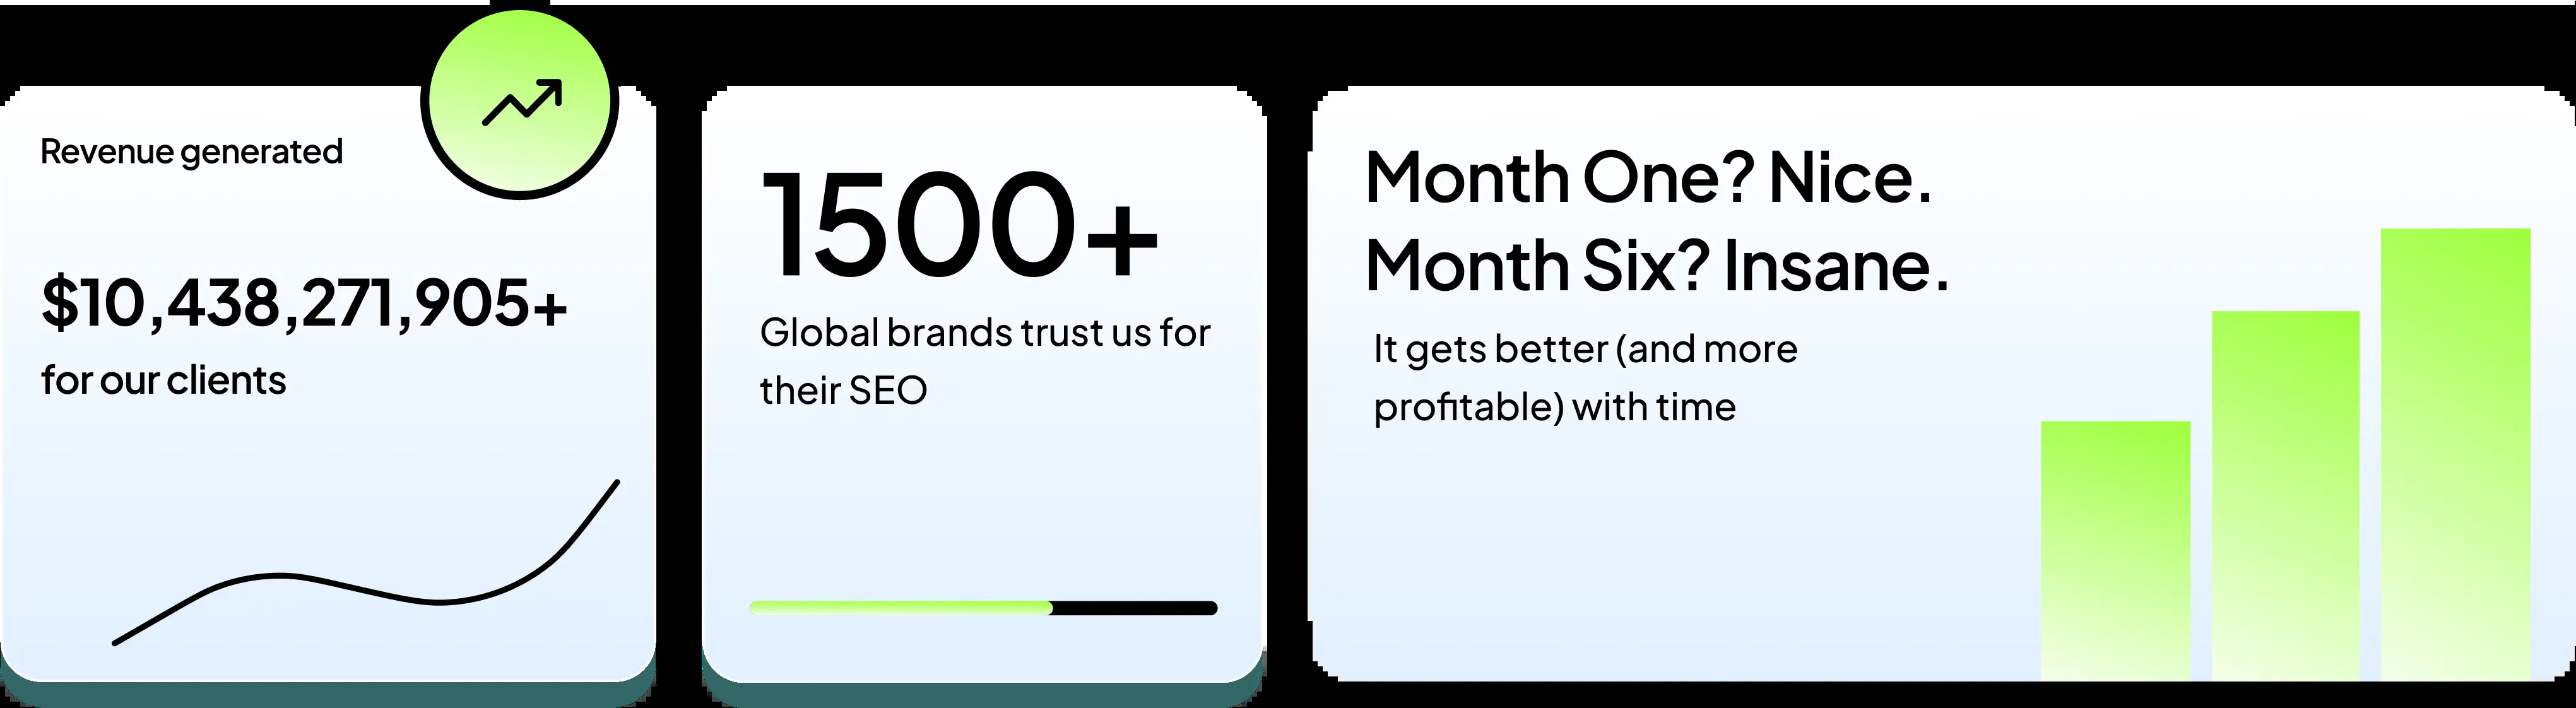 Revenue generated
$10,438,271,905+
for our clients
1500+
Global brands trust us for
their SEO
Month One? Nice.
Month Six? Insane.
It gets better (and more
profitable) with time